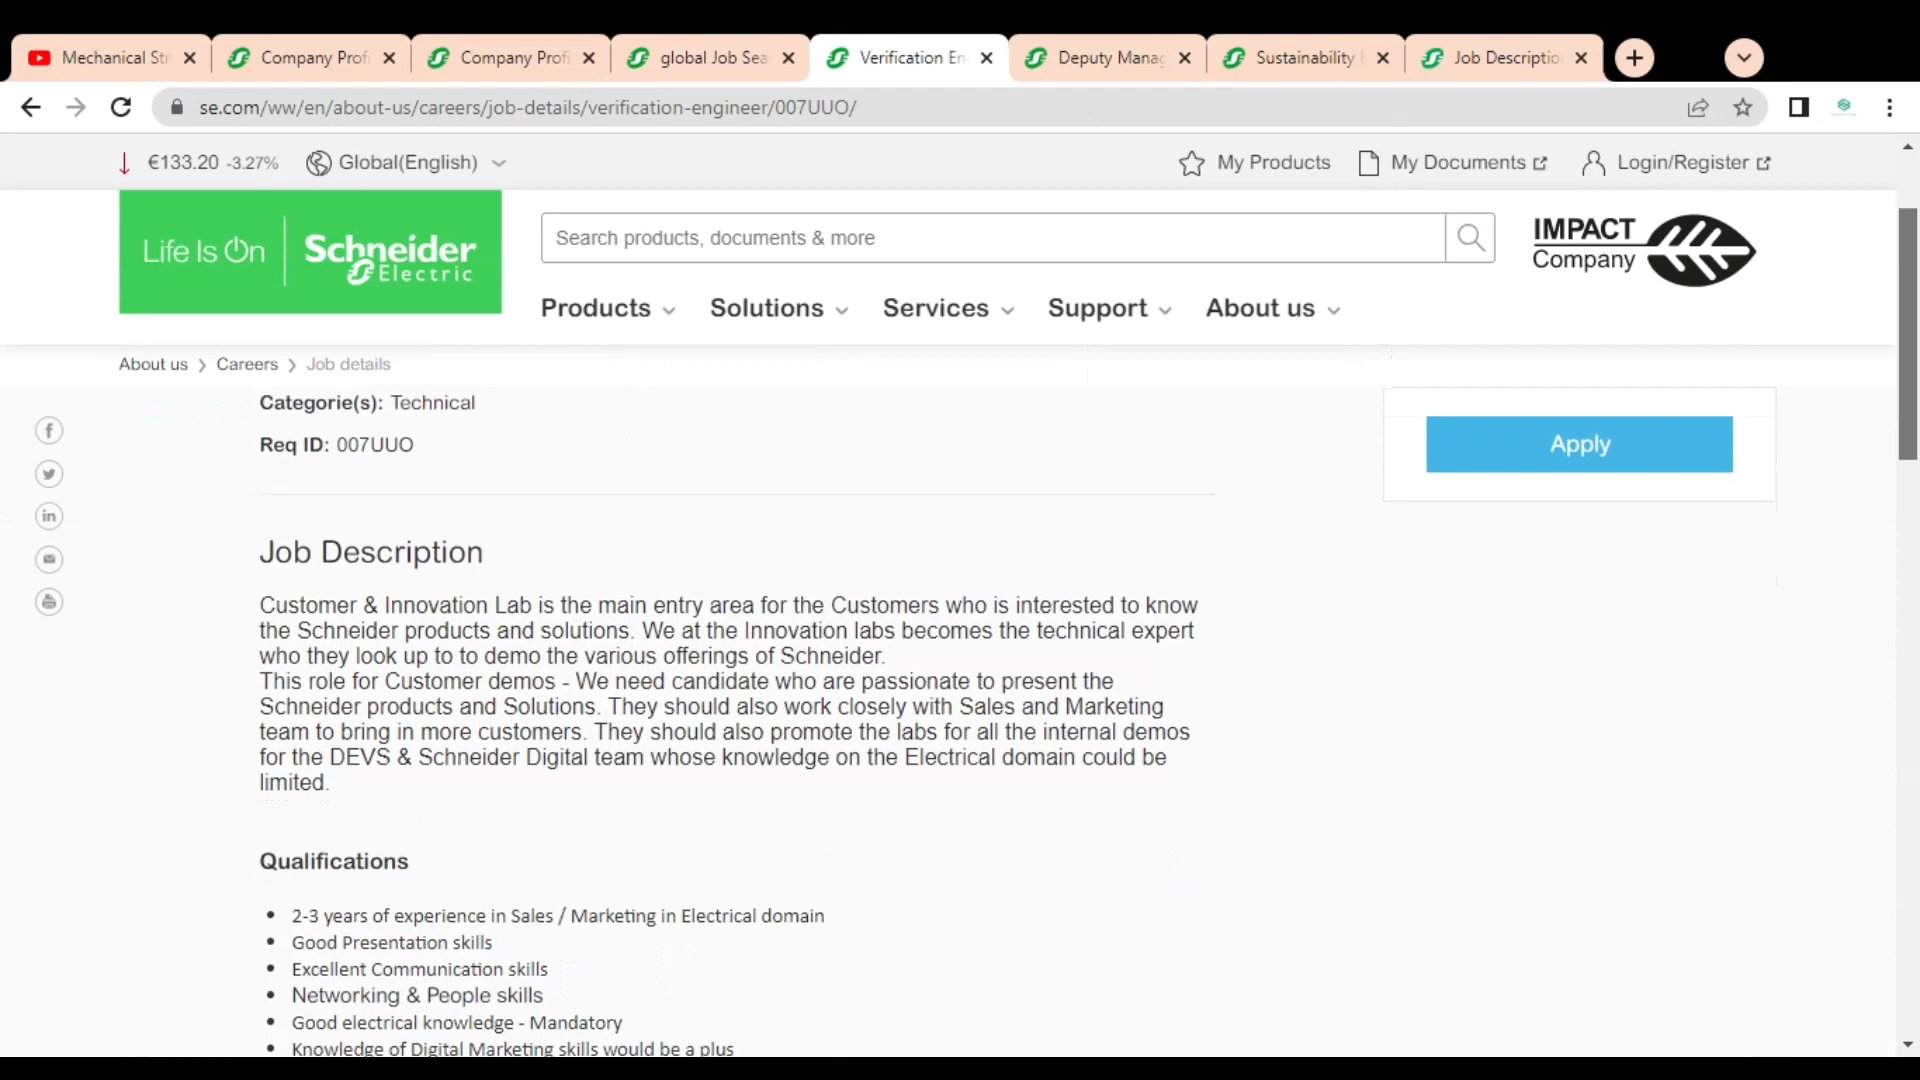 Mechanical St
Company Prof
Company Prof
global Job Sea
Verification En
Deputy Manag
Sustainability
Job Descriptio
se.com/ww/en/about-us/careers/job-details/verification-engineer/007UUO/
€133.20 -3.27% Global(English)
My Products My Documents Login/Register
Life Is On Schneider Electric
Search products, documents & more
IMPACT Company
Products Solutions Services Support About us
About us Careers Job details
Categorie(s): Technical
Req ID: 007UUO
Apply
Job Description
Customer & Innovation Lab is the main entry area for the Customers who is interested to know
the Schneider products and solutions. We at the Innovation labs becomes the technical expert
who they look up to to demo the various offerings of Schneider.
This role for Customer demos - We need candidate who are passionate to present the
Schneider products and Solutions. They should also work closely with Sales and Marketing
team to bring in more customers. They should also promote the labs for all the internal demos
for the DEVS & Schneider Digital team whose knowledge on the Electrical domain could be
limited.
Qualifications
• 2-3 years of experience in Sales / Marketing in Electrical domain
• Good Presentation skills
• Excellent Communication skills
• Networking & People skills
• Good electrical knowledge - Mandatory
• Knowledge of Digital Marketing skills would be a plus